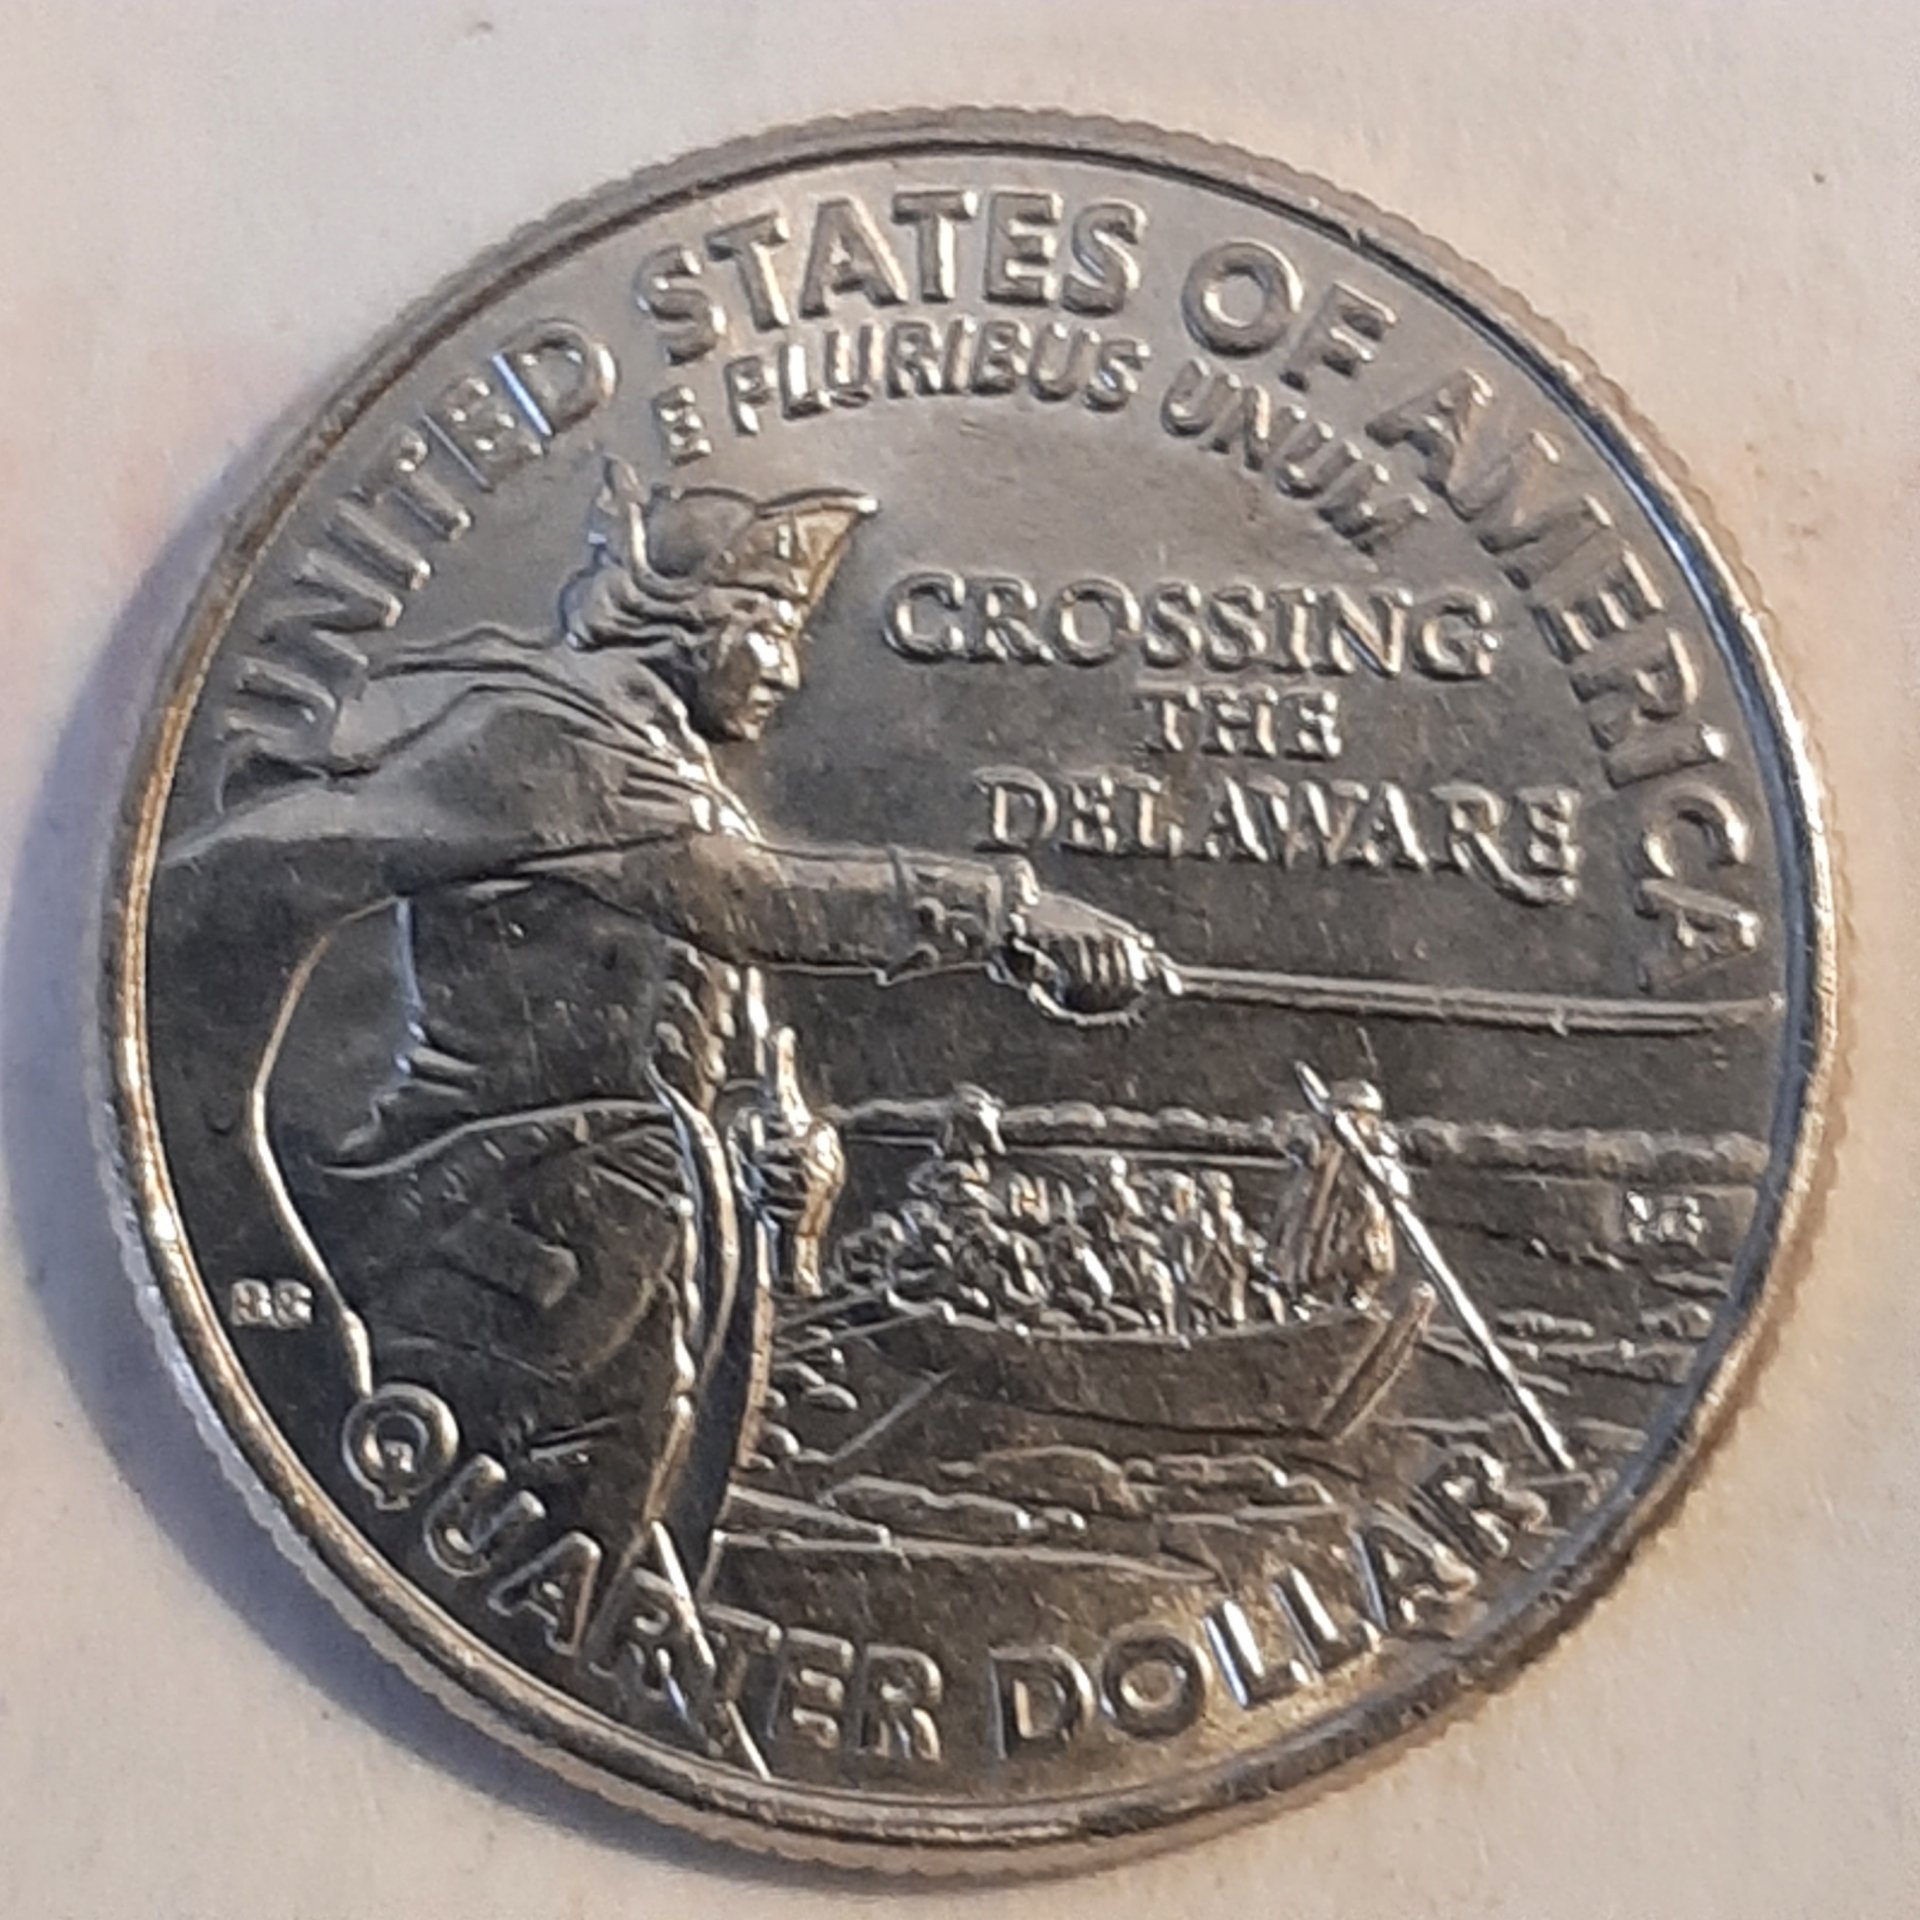 UNITED STATES OF AMERICA
E PLURIBUS UNUM
CROSSING
THE
DELAWARE
QUARTER DOLLAR